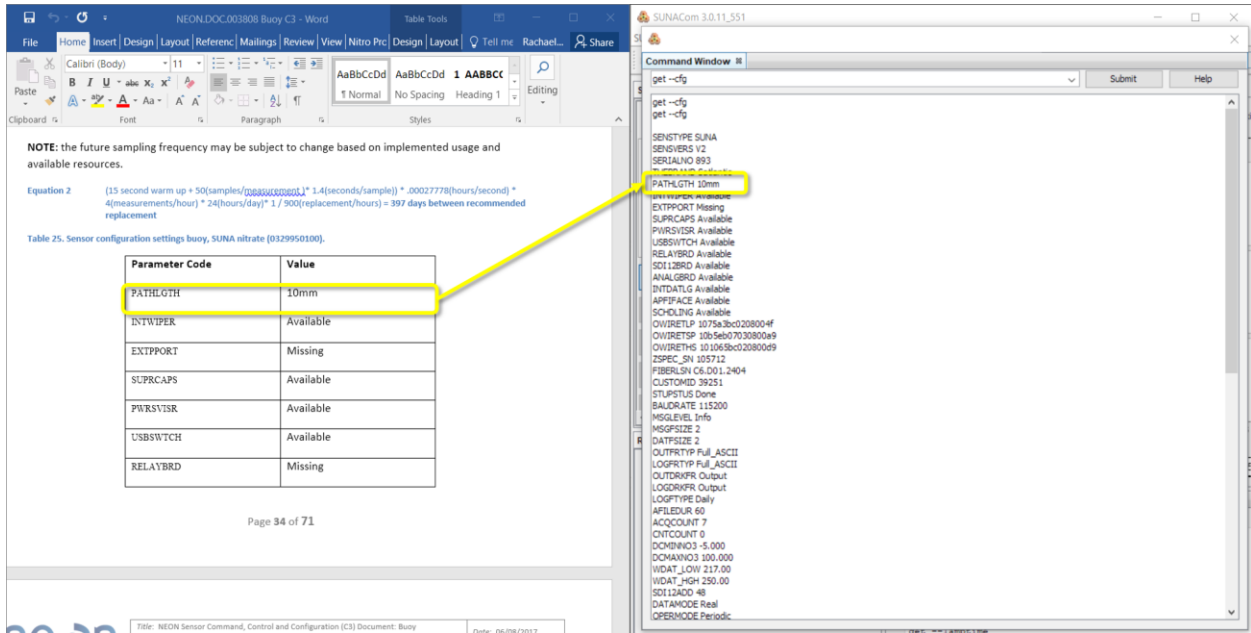 NEON.DOC.003808 Buoy C3 - Word
Table Tools
File Home Insert Design Layout Referenc Mailings Review View Nitro Prc Design Layout Tell me Rachael... Share
Calibri (Body) 11
Paste
AaBbCcDd AaBbCcDd 1 AABBCC
¶ Normal No Spacing Heading 1
Editing
Clipboard Font Paragraph Styles
NOTE: the future sampling frequency may be subject to change based on implemented usage and
available resources.
Equation 2 (15 second warm up + 50(samples/measurement )* 1.4(seconds/sample)) * .00027778(hours/second) *
4(measurements/hour) * 24(hours/day)* 1 / 900(replacement/hours) = 397 days between recommended
replacement
Table 25. Sensor configuration settings buoy, SUNA nitrate (0329950100).
Parameter Code Value
PATHLGTH 10mm
INTWIPER Available
EXTPPORT Missing
SUPRCAPS Available
PWRSVISR Available
USBSWTCH Available
RELAYBRD Missing
Page 34 of 71
Title: NEON Sensor Command, Control and Configuration (C3) Document: Buoy
Date: 06/08/2017
SUNACom 3.0.11_551
Command Window
get --cfg
Submit
Help
get --cfg
get --cfg
SENSTYPE SUNA
SENSVERS V2
SERIALNO 893
PATHLGTH 10mm
INTWIPER Available
EXTPPORT Missing
SUPRCAPS Available
PWRSVISR Available
USBSWTCH Available
RELAYBRD Available
SDI12BRD Available
ANALGBRD Available
INTDATLG Available
APFIFACE Available
SCHDLING Available
OWIRETLP 1075a3bc0208004f
OWIRETSP 10b5eb07030800a9
OWIRETHS 101065bc020800d9
ZSPEC_SN 105712
FIBERLSN C6.D01.2404
CUSTOMID 39251
STUPSTUS Done
BAUDRATE 115200
MSGLEVEL Info
MSGFSIZE 2
DATFSIZE 2
OUTFRTYP Full_ASCII
LOGFRTYP Full_ASCII
OUTDRKFR Output
LOGDRKFR Output
LOGFTYPE Daily
AFILEDUR 60
ACQCOUNT 7
CNTCOUNT 0
DCMINNO3 -5.000
DCMAXNO3 100.000
WDAT_LOW 217.00
WDAT_HGH 250.00
SDI12ADD 48
DATAMODE Real
OPERMODE Periodic